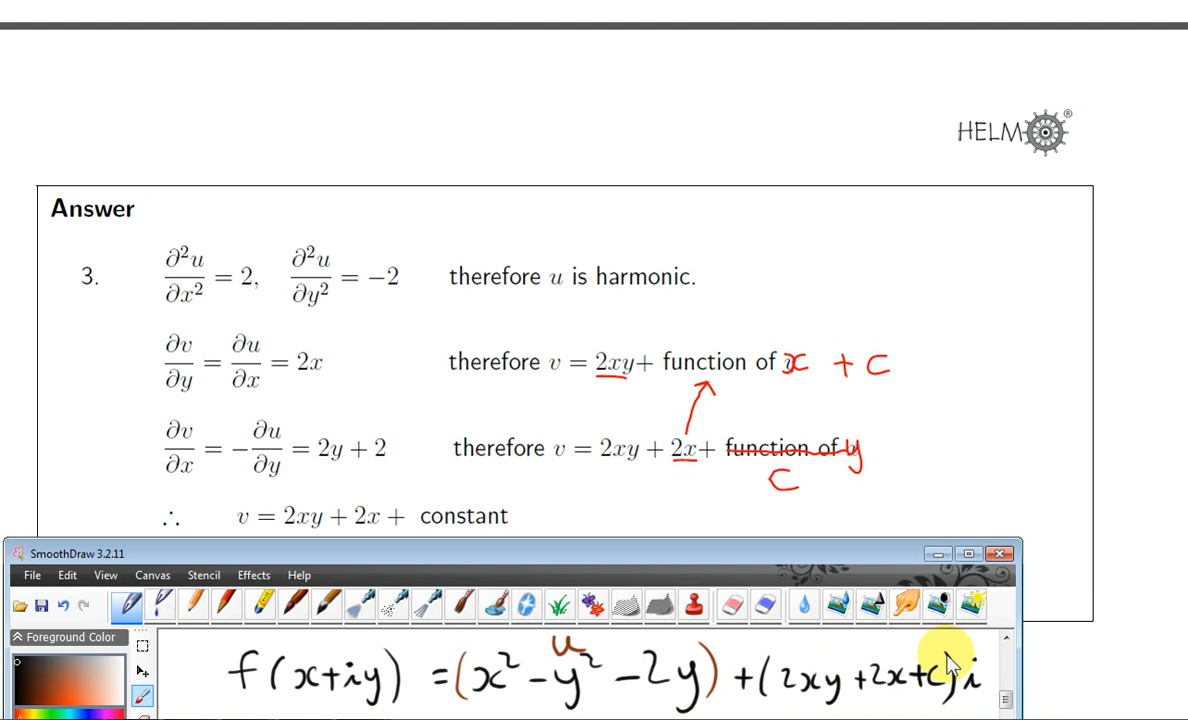 HELM®
Answer
3. ∂²u/∂x² = 2, ∂²u/∂y² = −2 therefore u is harmonic.
∂v/∂y = ∂u/∂x = 2x therefore v = 2xy+ function of x + c
∂v/∂x = −∂u/∂y = 2y + 2 therefore v = 2xy + 2x+ function of y
C
∴ v = 2xy + 2x + constant
SmoothDraw 3.2.11
File Edit View Canvas Stencil Effects Help
Foreground Color
u
f(x+iy) = (x² − y² − 2y) + (2xy + 2x + c)i